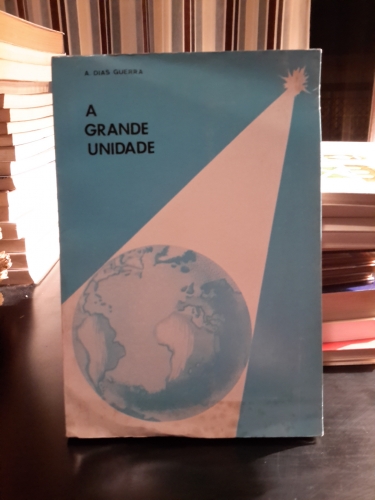 A. DIAS GUERRA
A
GRANDE
UNIDADE